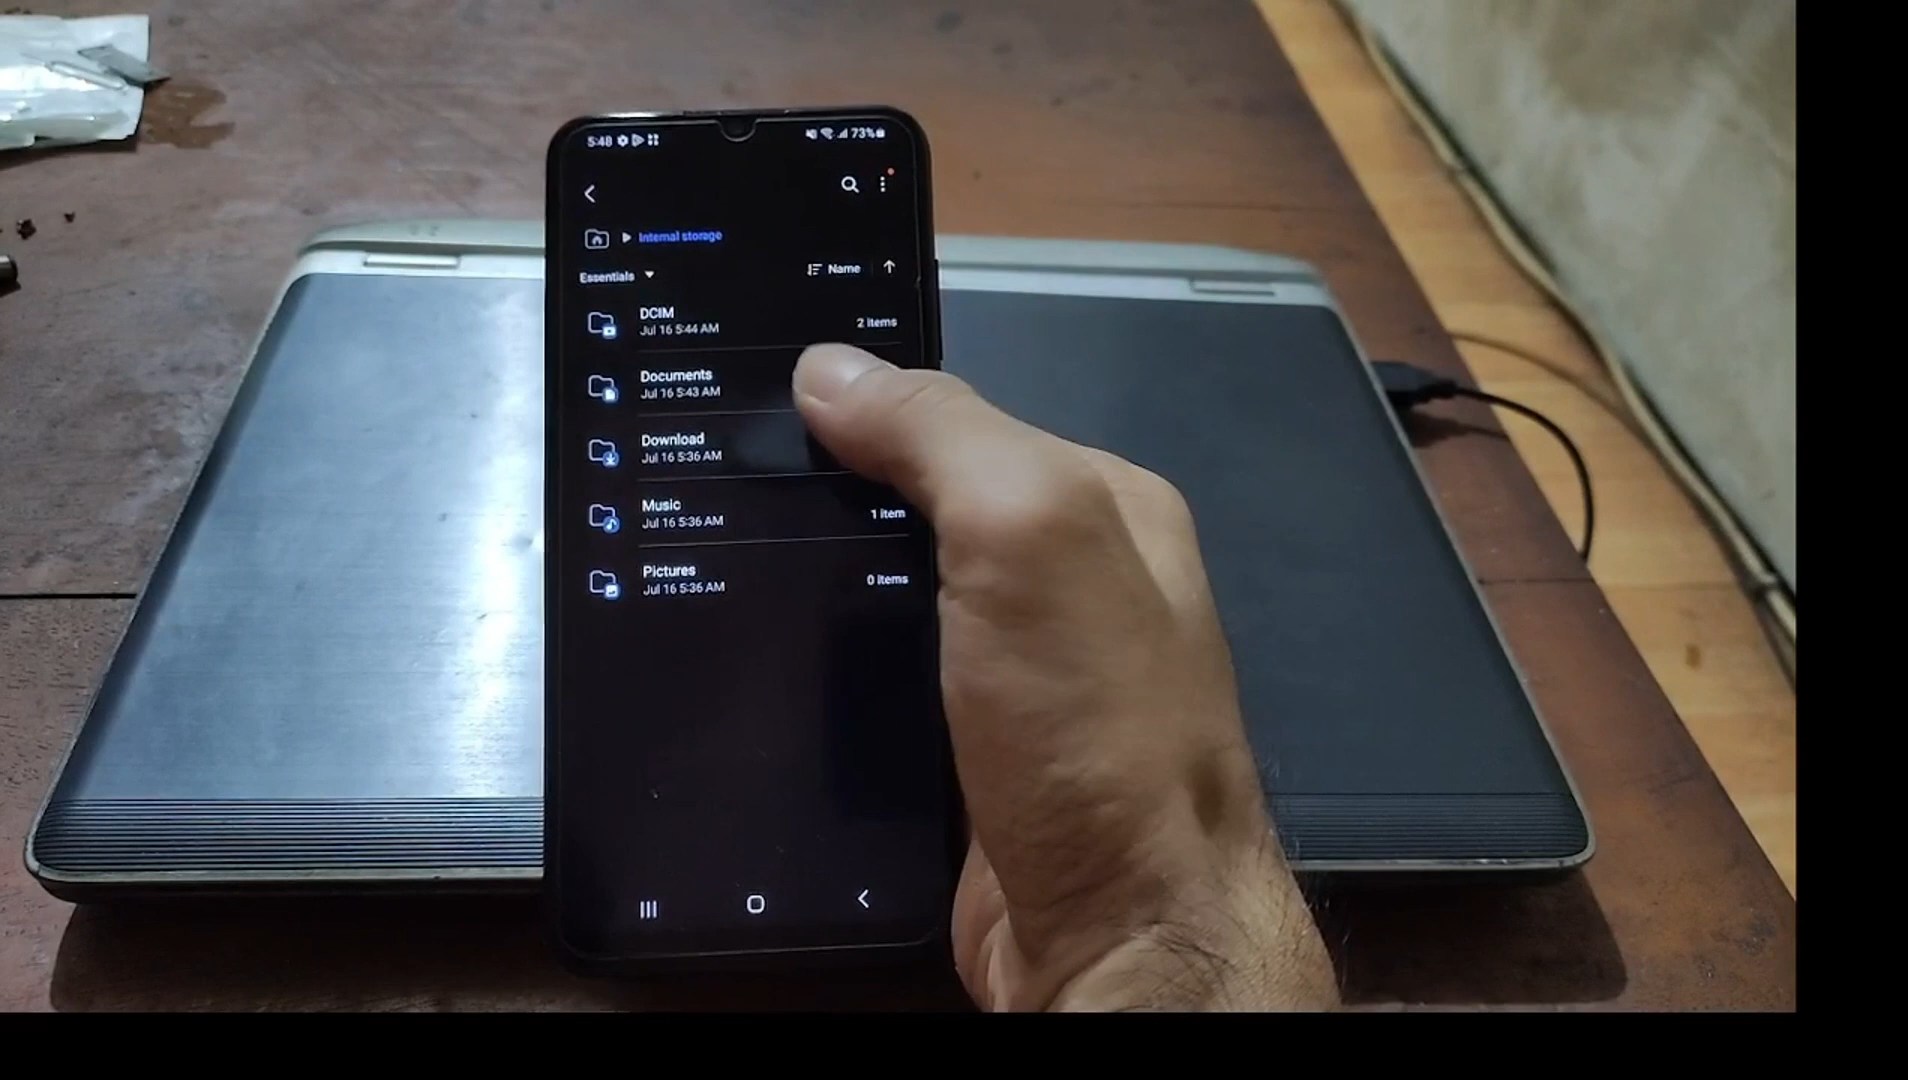 5:48 73%
Internal storage
Essentials Name
DCIM
Jul 16 5:44 AM 2 items
Documents
Jul 16 5:43 AM
Download
Jul 16 5:36 AM
Music
Jul 16 5:36 AM 1 item
Pictures
Jul 16 5:36 AM 0 items